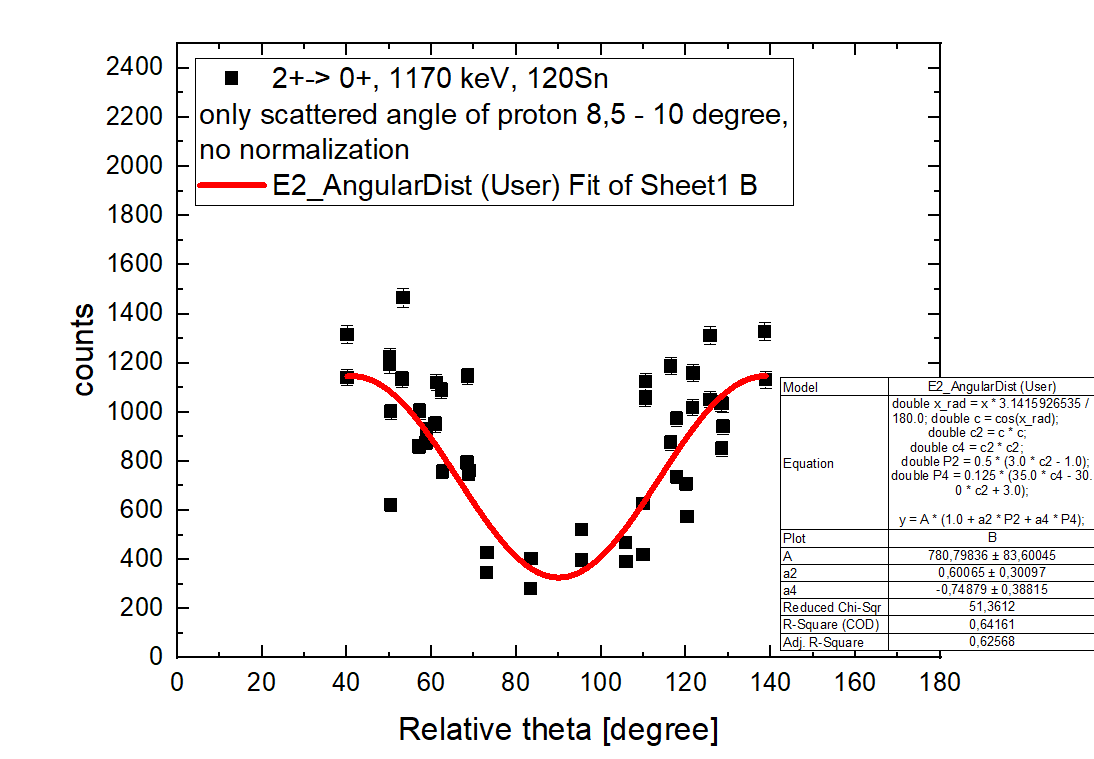 2400
2200
2000
1800
1600
1400
1200
1000
800
600
400
200
0
counts
2+-> 0+, 1170 keV, 120Sn
only scattered angle of proton 8,5 - 10 degree,
no normalization
E2_AngularDist (User) Fit of Sheet1 B
Model E2_AngularDist (User)
Equation
double x_rad = x * 3.1415926535 /
180.0; double c = cos(x_rad);
double c2 = c * c;
double c4 = c2 * c2;
double P2 = 0.5 * (3.0 * c2 - 1.0);
double P4 = 0.125 * (35.0 * c4 - 30.
0 * c2 + 3.0);
y = A * (1.0 + a2 * P2 + a4 * P4);
Plot B
A 780,79836 ± 83,60045
a2 0,60065 ± 0,30097
a4 -0,74879 ± 0,38815
Reduced Chi-Sqr 51,3612
R-Square (COD) 0,64161
Adj. R-Square 0,62568
0 20 40 60 80 100 120 140 160 180
Relative theta [degree]